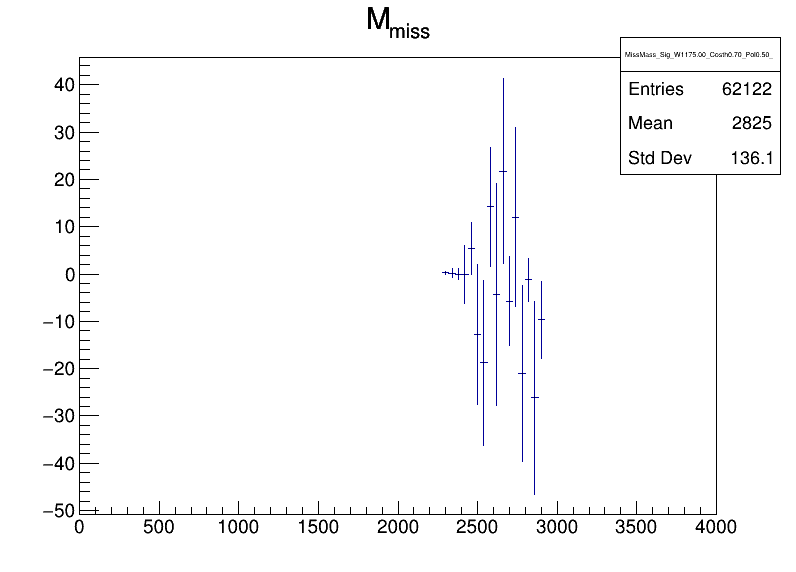 M_miss
MissMass_Sig_W1175.00_Costh0.70_Pol0.50_
Entries 62122
Mean 2825
Std Dev 136.1
40
30
20
10
0
−10
−20
−30
−40
−50
0 500 1000 1500 2000 2500 3000 3500 4000